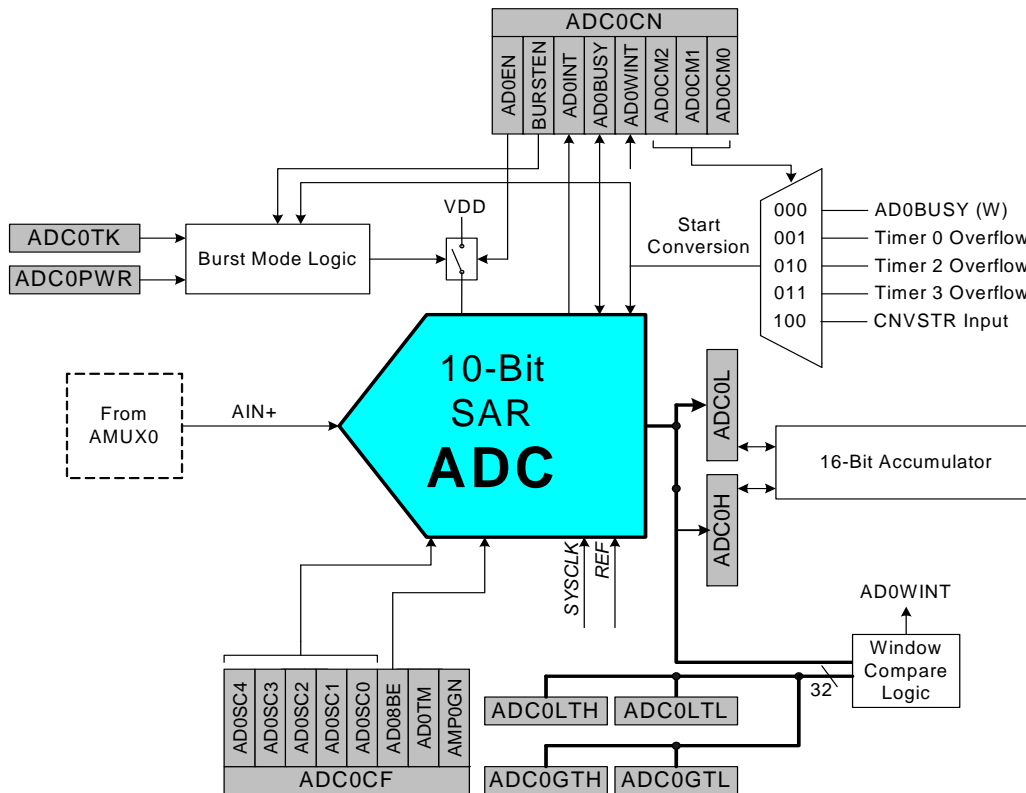 ADC0CN
AD0EN
BURSTEN
AD0INT
AD0BUSY
AD0WINT
AD0CM2
AD0CM1
AD0CM0
VDD
Start
Conversion
000
AD0BUSY (W)
001
Timer 0 Overflow
010
Timer 2 Overflow
011
Timer 3 Overflow
100
CNVSTR Input
ADC0TK
ADC0PWR
Burst Mode Logic
From
AMUX0
AIN+
10-Bit
SAR
ADC
ADC0L
ADC0H
16-Bit Accumulator
SYSCLK
REF
AD0WINT
Window
Compare
Logic
32
AD0SC4
AD0SC3
AD0SC2
AD0SC1
AD0SC0
AD08BE
AD0TM
AMP0GN
ADC0CF
ADC0LTH
ADC0LTL
ADC0GTH
ADC0GTL